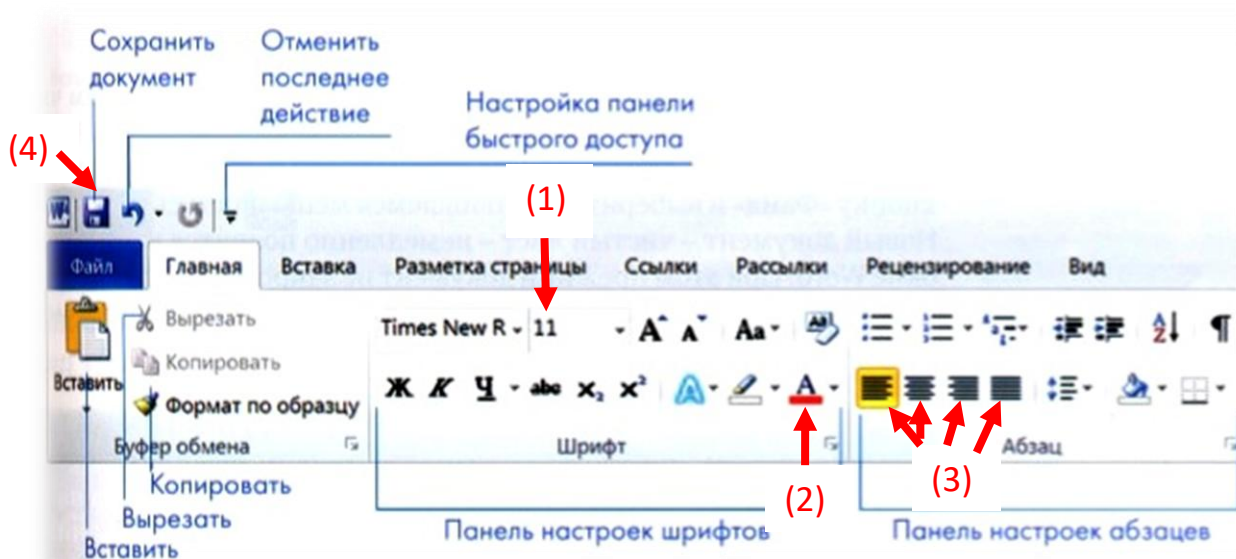 Сохранить
документ
Отменить
последнее
действие
Настройка панели
быстрого доступа
(4)
(1)
Файл Главная Вставка Разметка страницы Ссылки Рассылки Рецензирование Вид
Вставить
Вырезать
Копировать
Формат по образцу
Буфер обмена
Times New R 11 A A Aa
Ж К Ч abc x₂ x² A A
Шрифт
А Я
¶
Абзац
(2)
(3)
Копировать
Вырезать
Вставить
Панель настроек шрифтов
Панель настроек абзацев